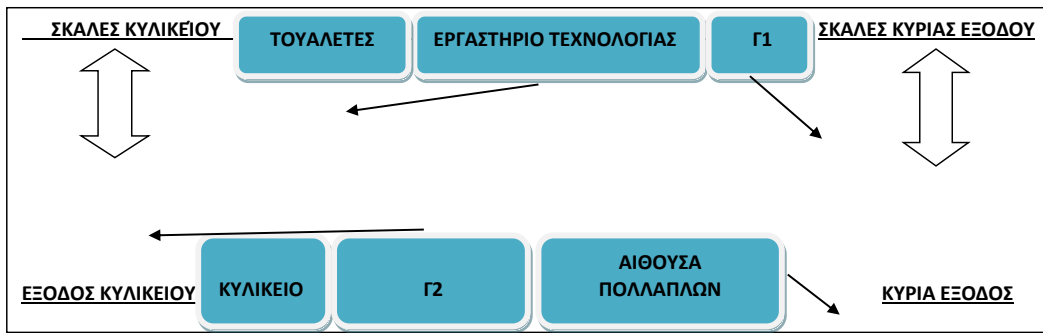 ΣΚΑΛΕΣ ΚΥΛΙΚΕΊΟΥ
ΤΟΥΑΛΕΤΕΣ
ΕΡΓΑΣΤΗΡΙΟ ΤΕΧΝΟΛΟΓΙΑΣ
Γ1
ΣΚΑΛΕΣ ΚΥΡΙΑΣ ΕΞΟΔΟΥ
ΕΞΟΔΟΣ ΚΥΛΙΚΕΙΟΥ
ΚΥΛΙΚΕΙΟ
Γ2
ΑΙΘΟΥΣΑ
ΠΟΛΛΑΠΛΩΝ
ΚΥΡΙΑ ΕΞΟΔΟΣ